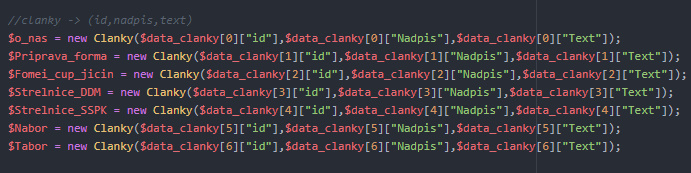 //clanky -> (id,nadpis,text)
$o_nas = new Clanky($data_clanky[0]["id"],$data_clanky[0]["Nadpis"],$data_clanky[0]["Text"]);
$Priprava_forma = new Clanky($data_clanky[1]["id"],$data_clanky[1]["Nadpis"],$data_clanky[1]["Text"]);
$Fomei_cup_jicin = new Clanky($data_clanky[2]["id"],$data_clanky[2]["Nadpis"],$data_clanky[2]["Text"]);
$Strelnice_DDM = new Clanky($data_clanky[3]["id"],$data_clanky[3]["Nadpis"],$data_clanky[3]["Text"]);
$Strelnice_SSPK = new Clanky($data_clanky[4]["id"],$data_clanky[4]["Nadpis"],$data_clanky[4]["Text"]);
$Nabor = new Clanky($data_clanky[5]["id"],$data_clanky[5]["Nadpis"],$data_clanky[5]["Text"]);
$Tabor = new Clanky($data_clanky[6]["id"],$data_clanky[6]["Nadpis"],$data_clanky[6]["Text"]);